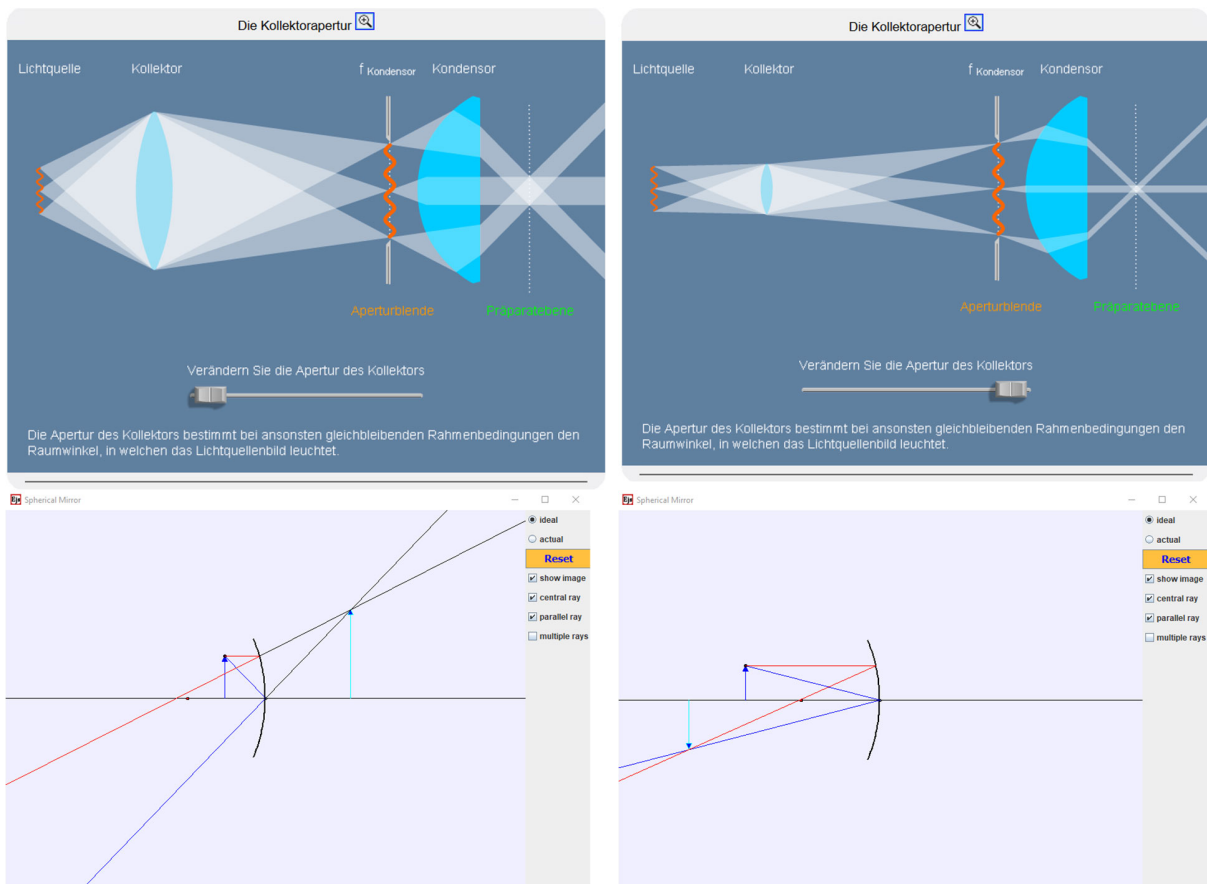 Die Kollektorapertur
Lichtquelle Kollektor f Kondensor Kondensor
Aperturblende Präparatebene
Verändern Sie die Apertur des Kollektors
Die Apertur des Kollektors bestimmt bei ansonsten gleichbleibenden Rahmenbedingungen den
Raumwinkel, in welchen das Lichtquellenbild leuchtet.
Die Kollektorapertur
Lichtquelle Kollektor f Kondensor Kondensor
Aperturblende Präparatebene
Verändern Sie die Apertur des Kollektors
Die Apertur des Kollektors bestimmt bei ansonsten gleichbleibenden Rahmenbedingungen den
Raumwinkel, in welchen das Lichtquellenbild leuchtet.
Ejs Spherical Mirror
ideal
actual
Reset
show image
central ray
parallel ray
multiple rays
Ejs Spherical Mirror
ideal
actual
Reset
show image
central ray
parallel ray
multiple rays